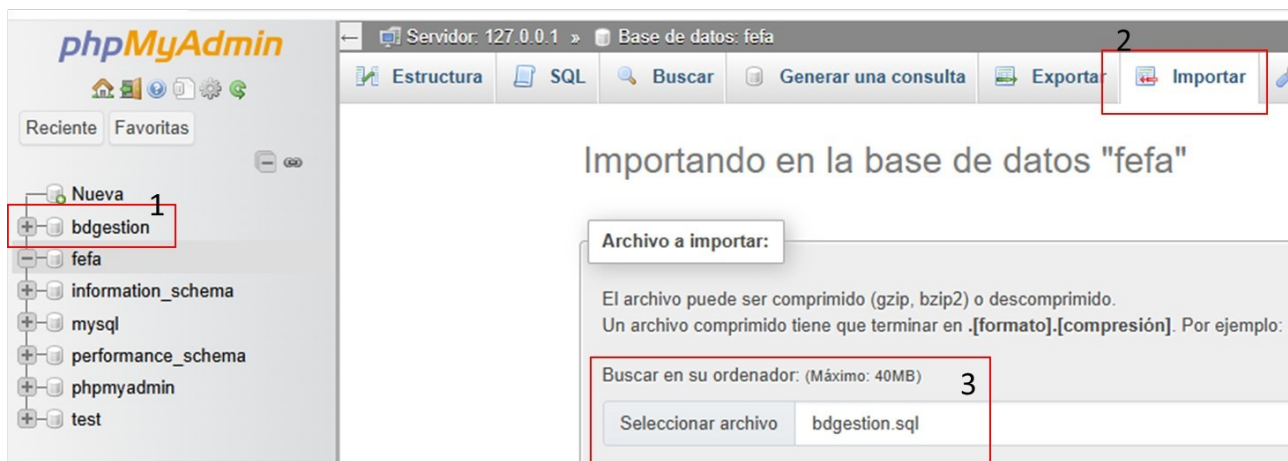 phpMyAdmin
Reciente Favoritas
Nueva
1
bdgestion
fefa
information_schema
mysql
performance_schema
phpmyadmin
test
Servidor: 127.0.0.1 » Base de datos: fefa
2
Estructura SQL Buscar Generar una consulta Exportar Importar
Importando en la base de datos "fefa"
Archivo a importar:
El archivo puede ser comprimido (gzip, bzip2) o descomprimido.
Un archivo comprimido tiene que terminar en .[formato].[compresión]. Por ejemplo:
Buscar en su ordenador: (Máximo: 40MB)
3
Seleccionar archivo bdgestion.sql